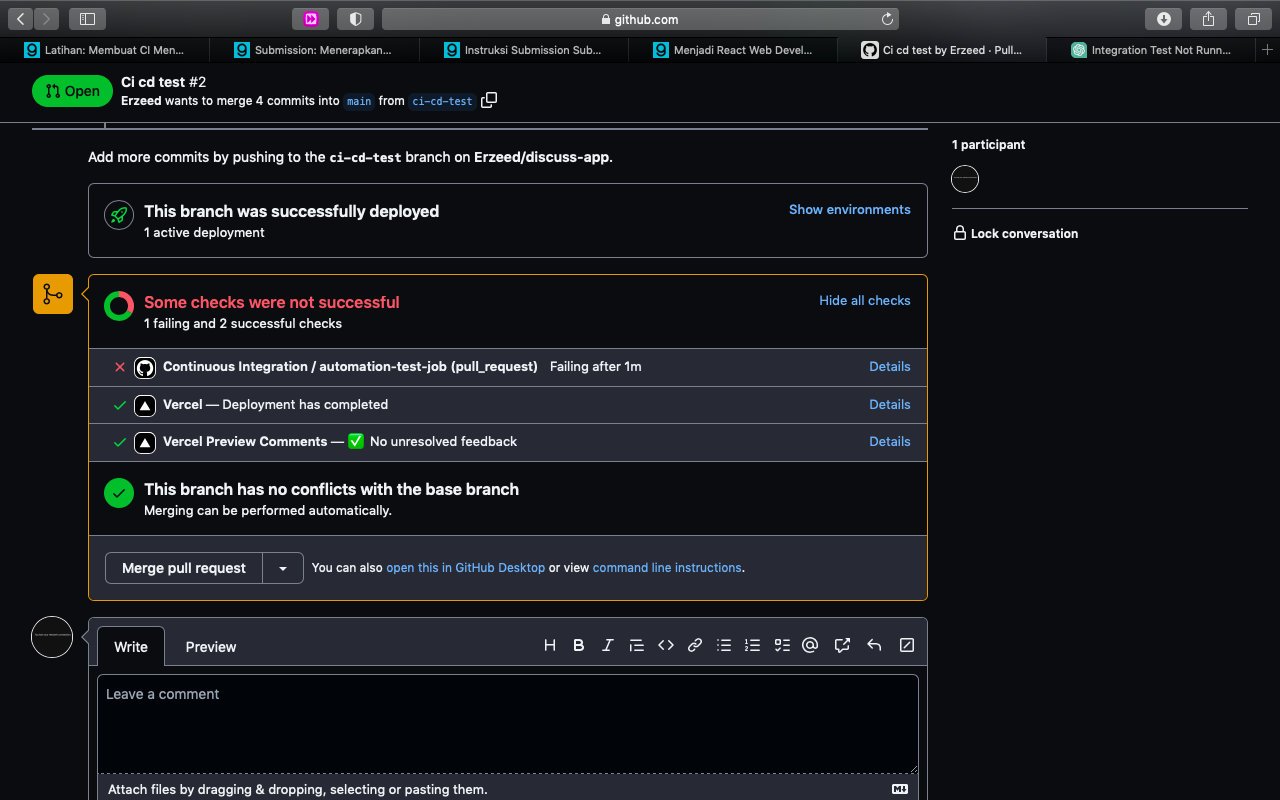 github.com
Latihan: Membuat CI Men...
Submission: Menerapkan...
Instruksi Submission Sub...
Menjadi React Web Devel...
Ci cd test by Erzeed · Pull...
Integration Test Not Runn...
Open
Ci cd test #2
Erzeed wants to merge 4 commits into main from ci-cd-test
Add more commits by pushing to the ci-cd-test branch on Erzeed/discuss-app.
1 participant
Lock conversation
This branch was successfully deployed
Show environments
1 active deployment
Some checks were not successful
Hide all checks
1 failing and 2 successful checks
Continuous Integration / automation-test-job (pull_request) Failing after 1m Details
Vercel — Deployment has completed Details
Vercel Preview Comments — ✅ No unresolved feedback Details
This branch has no conflicts with the base branch
Merging can be performed automatically.
Merge pull request
You can also open this in GitHub Desktop or view command line instructions.
Write Preview
Leave a comment
Attach files by dragging & dropping, selecting or pasting them.